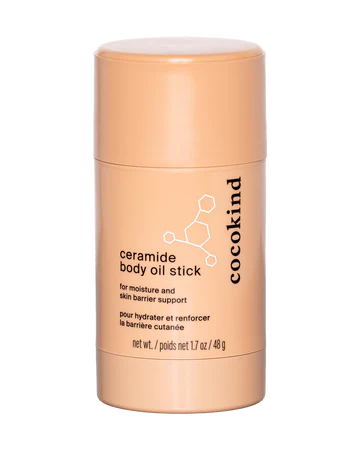 cocokind
ceramide
body oil stick
for moisture and
skin barrier support
pour hydrater et renforcer
la barrière cutanée
net wt. / poids net 1.7 oz / 48 g